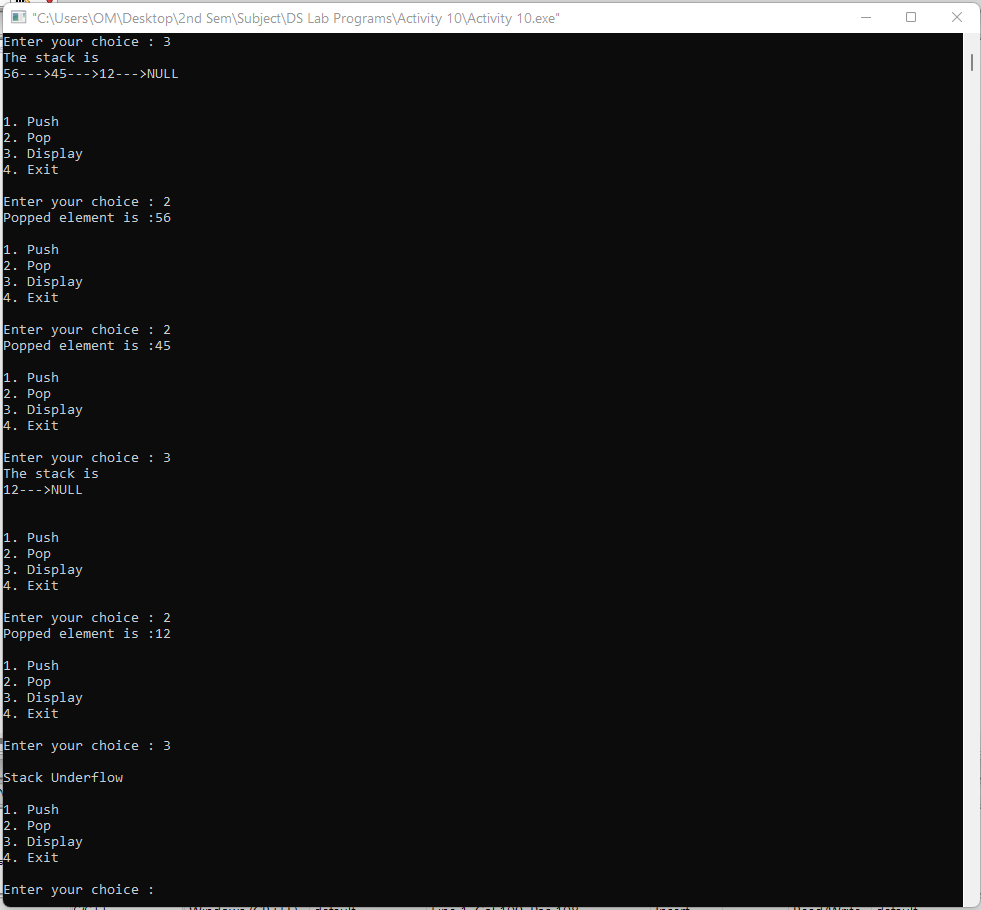 "C:\Users\OM\Desktop\2nd Sem\Subject\DS Lab Programs\Activity 10\Activity 10.exe"
Enter your choice : 3
The stack is
56--->45--->12--->NULL
1. Push
2. Pop
3. Display
4. Exit
Enter your choice : 2
Popped element is :56
1. Push
2. Pop
3. Display
4. Exit
Enter your choice : 2
Popped element is :45
1. Push
2. Pop
3. Display
4. Exit
Enter your choice : 3
The stack is
12--->NULL
1. Push
2. Pop
3. Display
4. Exit
Enter your choice : 2
Popped element is :12
1. Push
2. Pop
3. Display
4. Exit
Enter your choice : 3
Stack Underflow
1. Push
2. Pop
3. Display
4. Exit
Enter your choice :